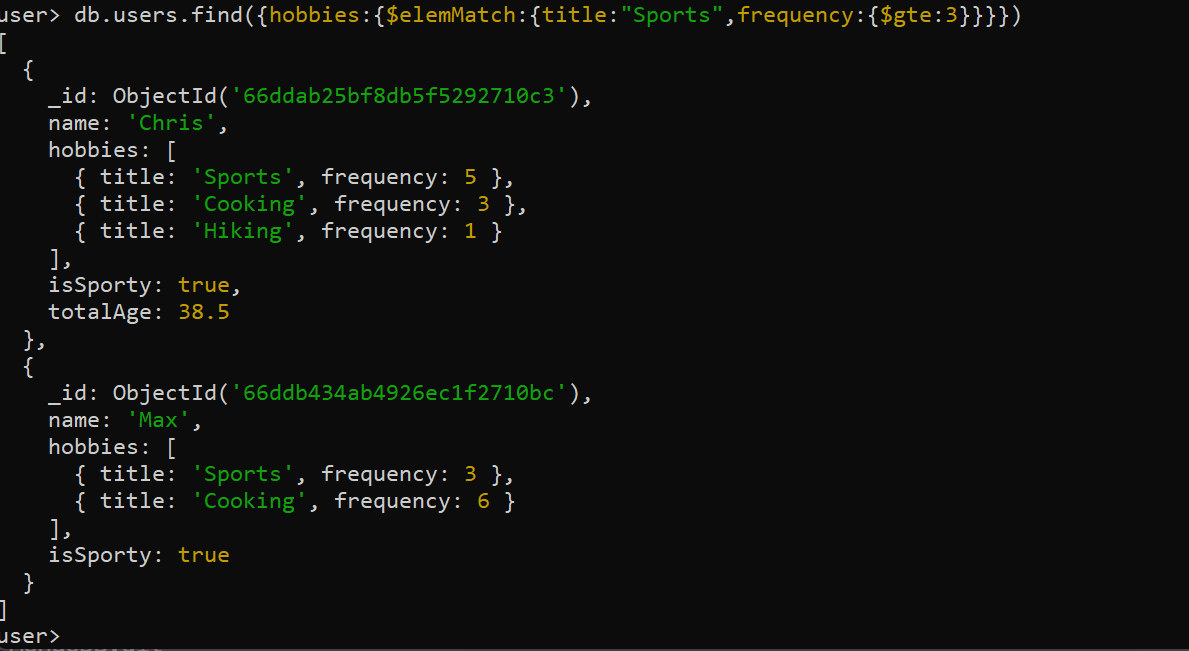 user> db.users.find({hobbies:{$elemMatch:{title:"Sports",frequency:{$gte:3}}}})
[
  {
    _id: ObjectId('66ddab25bf8db5f5292710c3'),
    name: 'Chris',
    hobbies: [
      { title: 'Sports', frequency: 5 },
      { title: 'Cooking', frequency: 3 },
      { title: 'Hiking', frequency: 1 }
    ],
    isSporty: true,
    totalAge: 38.5
  },
  {
    _id: ObjectId('66ddb434ab4926ec1f2710bc'),
    name: 'Max',
    hobbies: [
      { title: 'Sports', frequency: 3 },
      { title: 'Cooking', frequency: 6 }
    ],
    isSporty: true
  }
]
user>